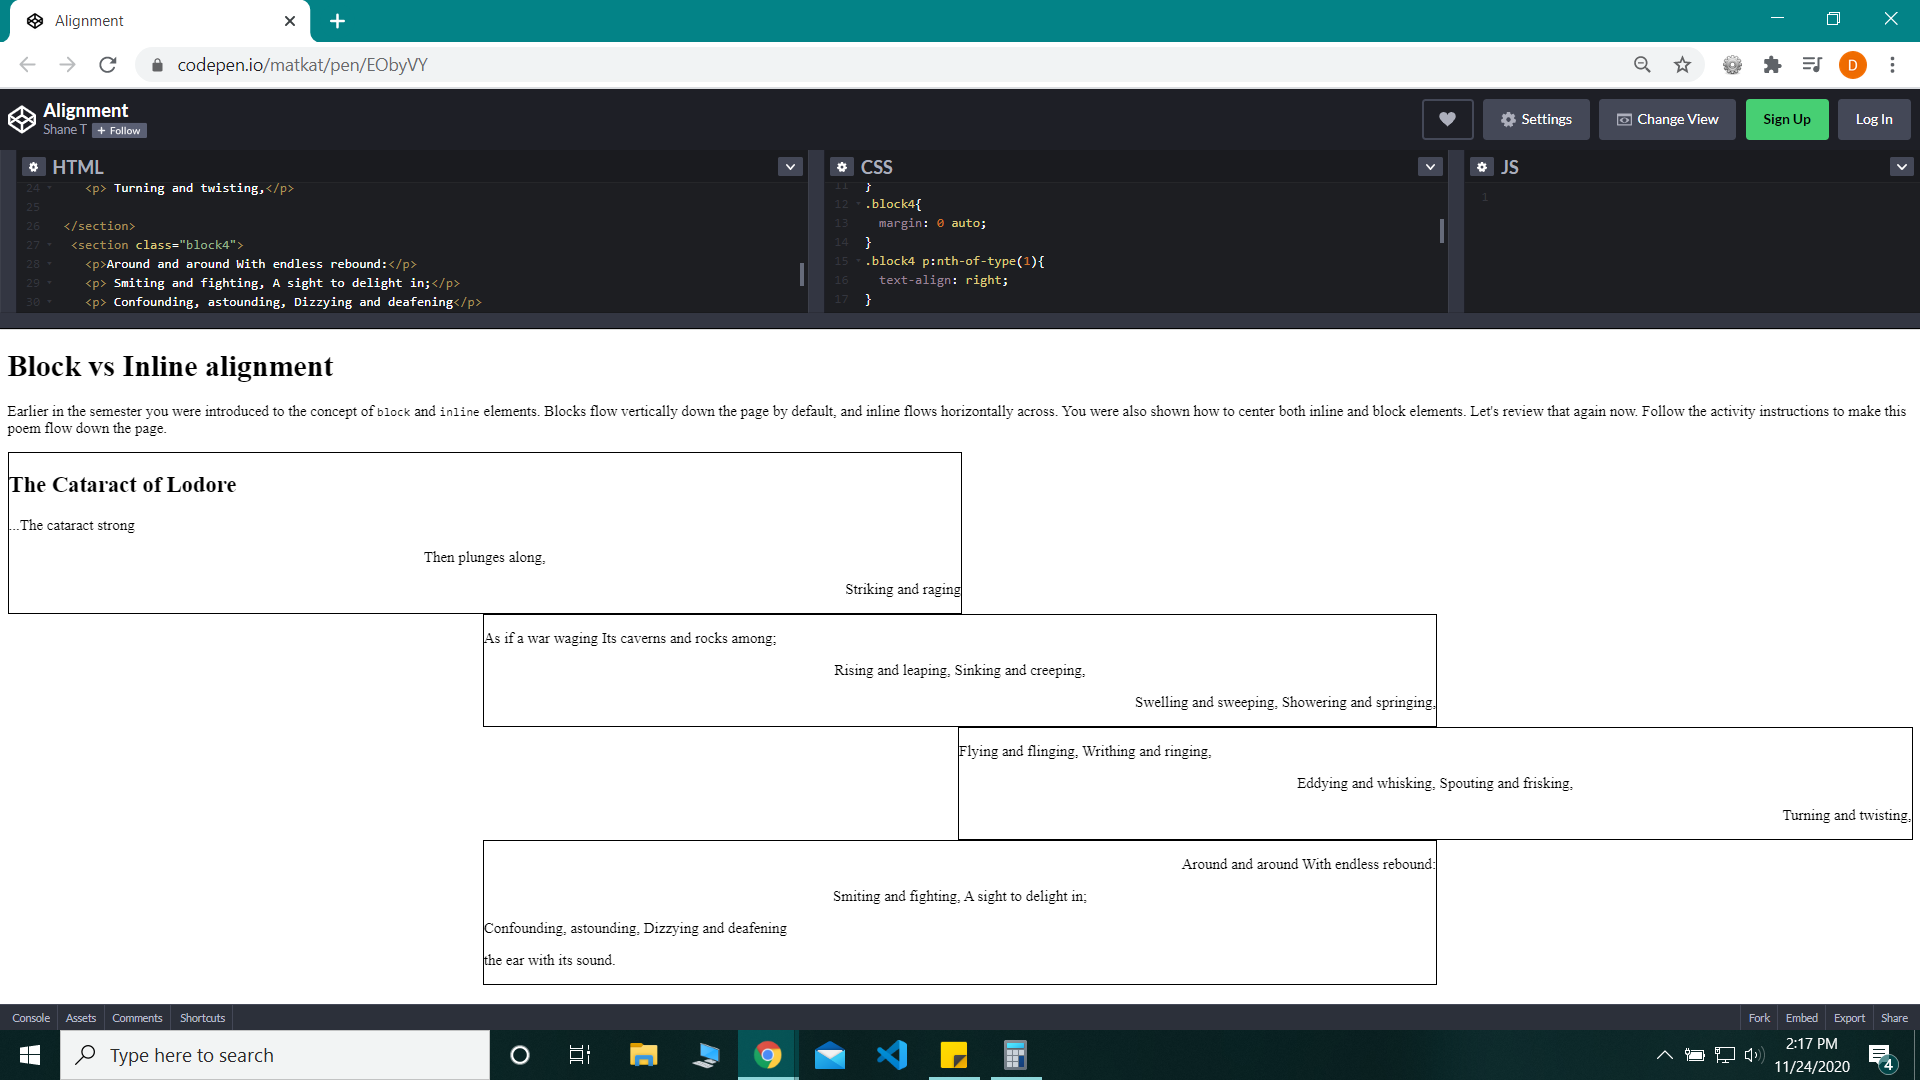 Alignment
codepen.io/matkat/pen/EObyVY
D
Alignment
Shane T + Follow
Settings
Change View
Sign Up
Log In
HTML
24 <p> Turning and twisting,</p>
25
26 </section>
27 <section class="block4">
28 <p>Around and around With endless rebound:</p>
29 <p> Smiting and fighting, A sight to delight in;</p>
30 <p> Confounding, astounding, Dizzying and deafening</p>
CSS
11 }
12 .block4{
13 margin: 0 auto;
14 }
15 .block4 p:nth-of-type(1){
16 text-align: right;
17 }
JS
1
Block vs Inline alignment
Earlier in the semester you were introduced to the concept of block and inline elements. Blocks flow vertically down the page by default, and inline flows horizontally across. You were also shown how to center both inline and block elements. Let's review that again now. Follow the activity instructions to make this
poem flow down the page.
The Cataract of Lodore
...The cataract strong
Then plunges along,
Striking and raging
As if a war waging Its caverns and rocks among;
Rising and leaping, Sinking and creeping,
Swelling and sweeping, Showering and springing,
Flying and flinging, Writhing and ringing,
Eddying and whisking, Spouting and frisking,
Turning and twisting,
Around and around With endless rebound:
Smiting and fighting, A sight to delight in;
Confounding, astounding, Dizzying and deafening
the ear with its sound.
Console Assets Comments Shortcuts
Fork Embed Export Share
Type here to search
2:17 PM
11/24/2020
4